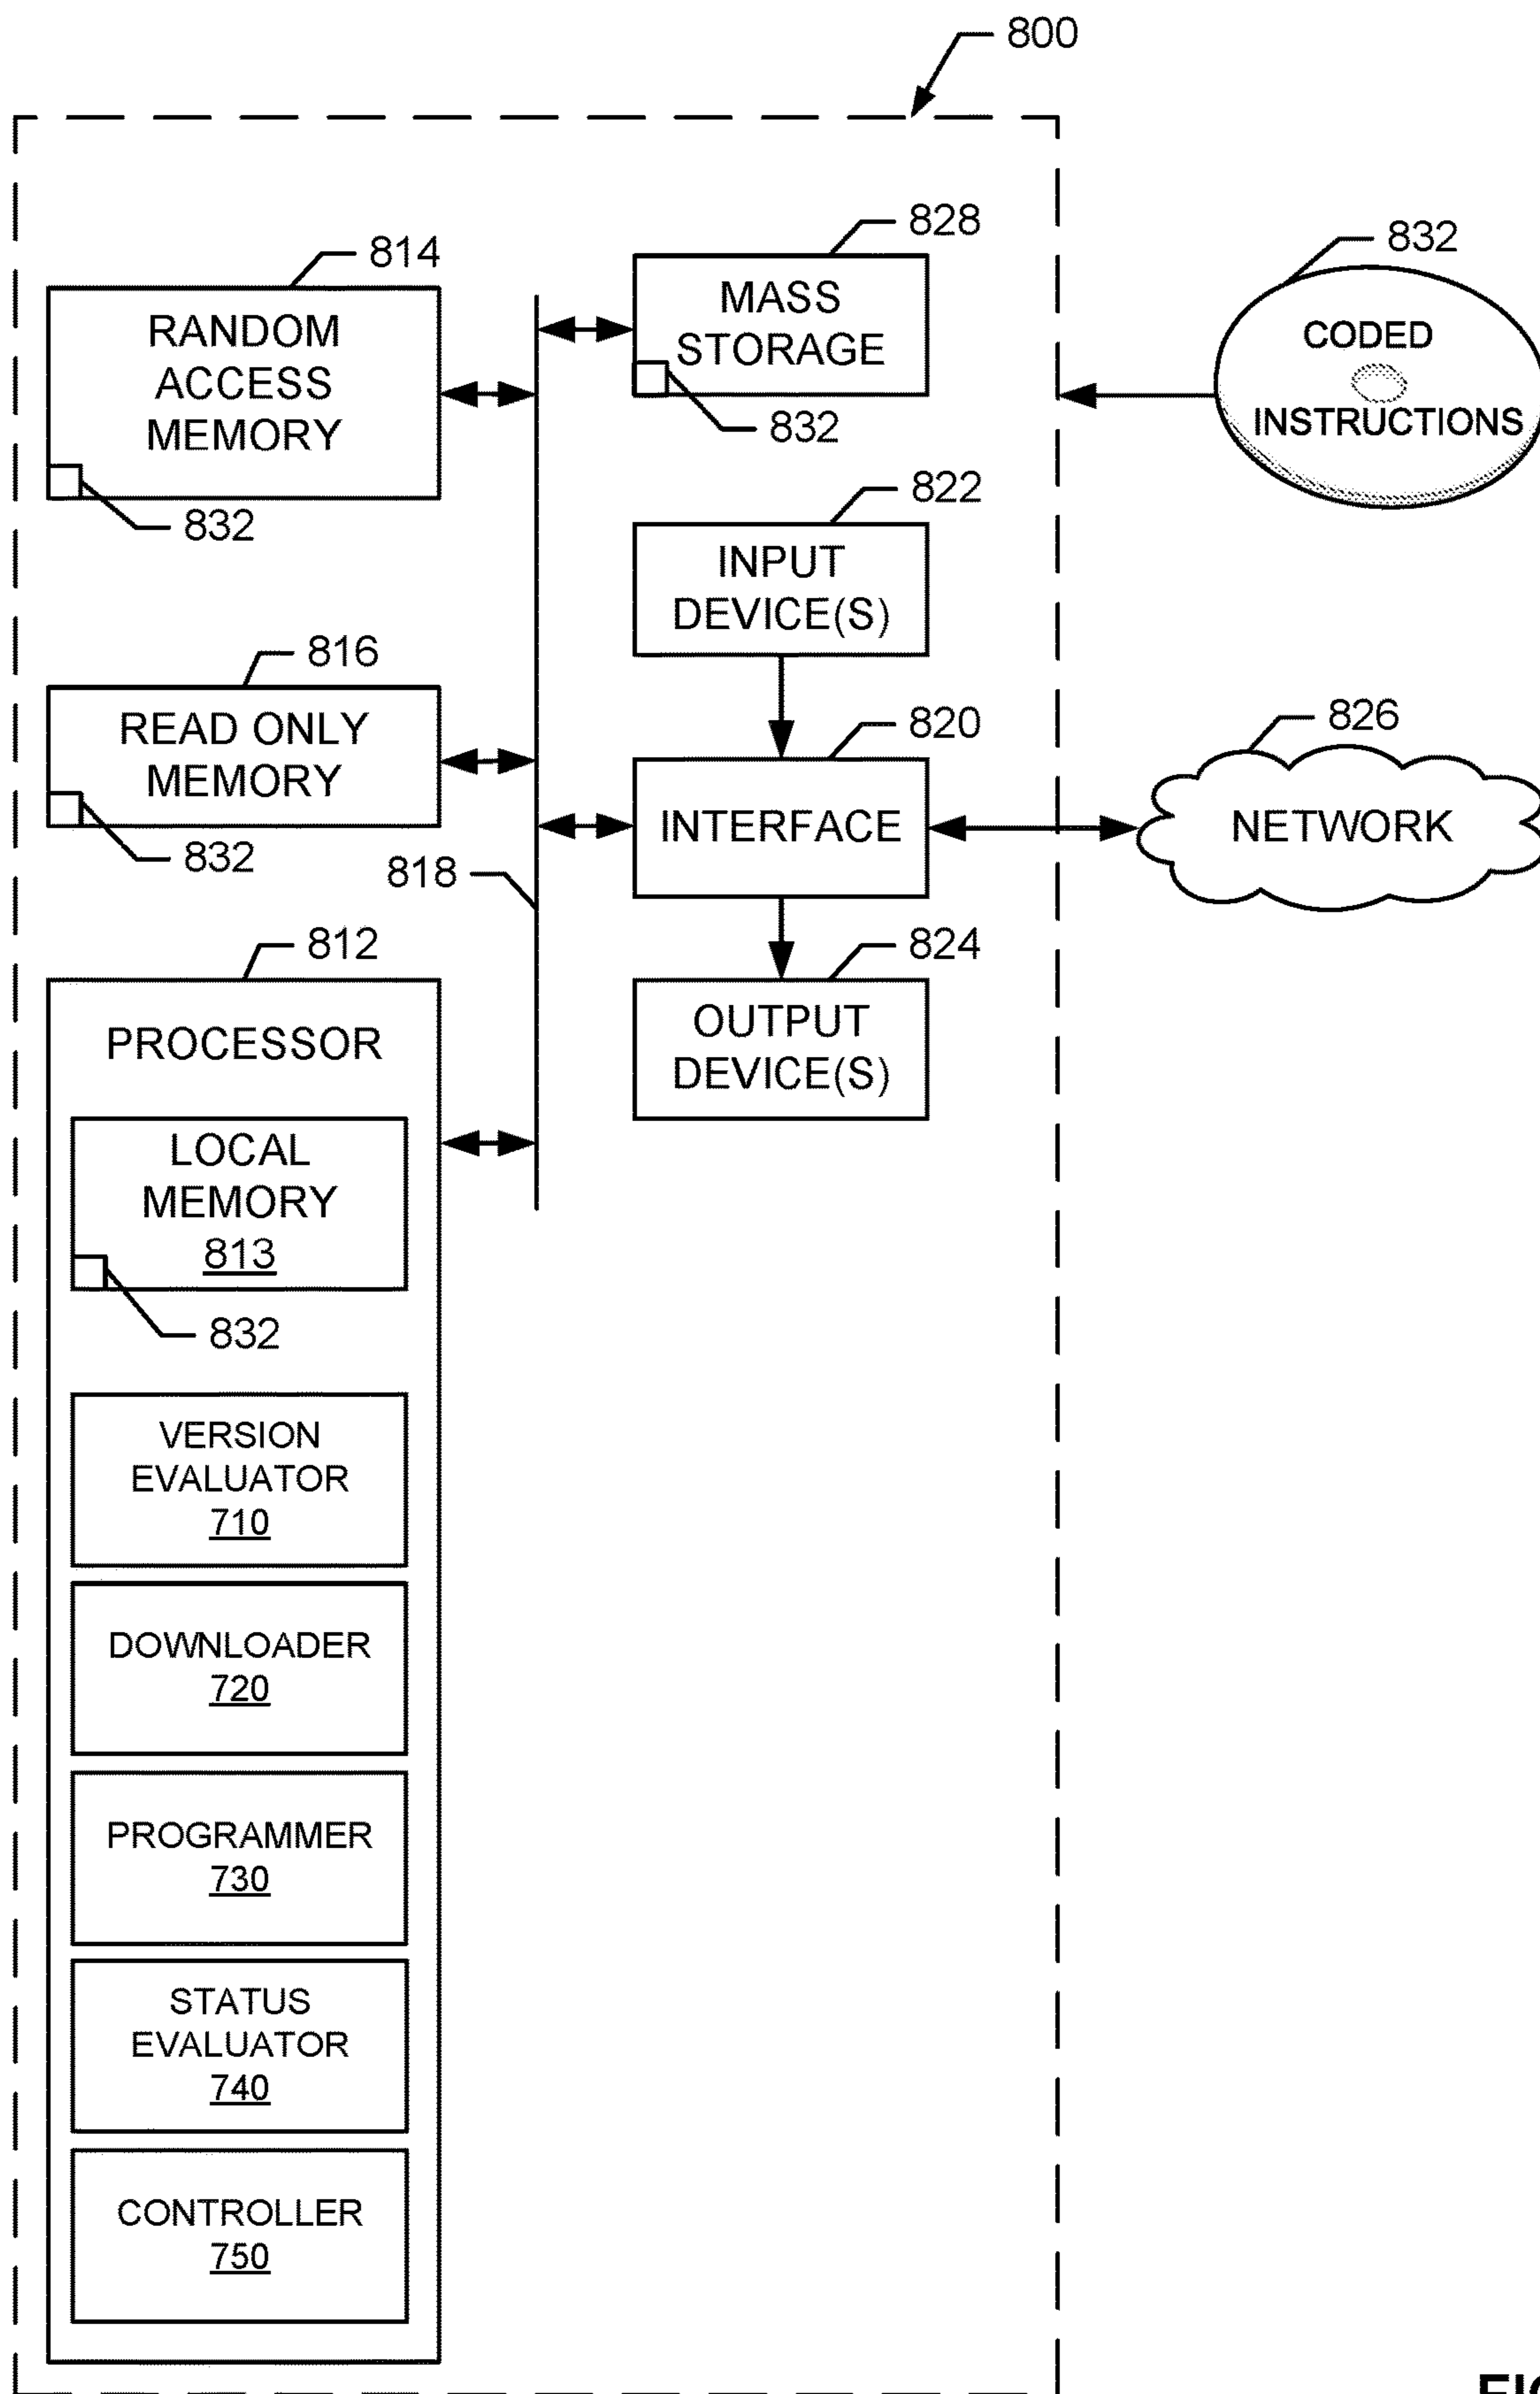 800
828
814
832
MASS
STORAGE
RANDOM
ACCESS
MEMORY
CODED
INSTRUCTIONS
832
832
822
INPUT
DEVICE(S)
816
READ ONLY
MEMORY
820
826
INTERFACE
NETWORK
832
818
812
824
PROCESSOR
OUTPUT
DEVICE(S)
LOCAL
MEMORY
813
832
VERSION
EVALUATOR
710
DOWNLOADER
720
PROGRAMMER
730
STATUS
EVALUATOR
740
CONTROLLER
750